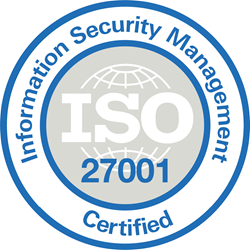 Information Security Management
ISO
27001
Certified